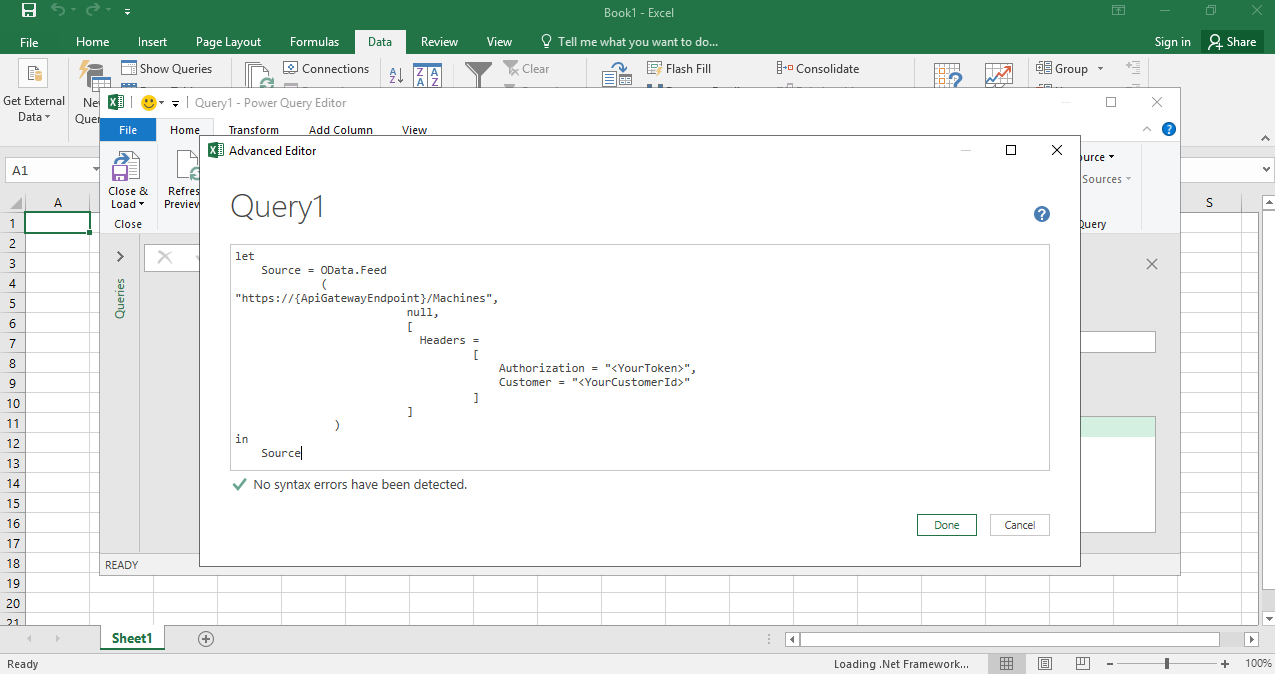 Book1 - Excel
File Home Insert Page Layout Formulas Data Review View Tell me what you want to do... Sign in Share
Get External
Data
Show Queries
Connections
Clear
Flash Fill
Consolidate
Group
Query1 - Power Query Editor
File Home Transform Add Column View
Close &
Load
Close
Preview
Sources
Queries
READY
Advanced Editor
Query1
let
Source = OData.Feed
(
"https://{ApiGatewayEndpoint}/Machines",
null,
[
Headers =
[
Authorization = "<YourToken>",
Customer = "<YourCustomerId>"
]
]
)
in
Source
No syntax errors have been detected.
Done Cancel
A1
A S
1
2
3
4
5
6
7
8
9
10
11
12
13
14
15
16
17
18
19
20
21
Sheet1
Ready Loading .Net Framework... 100%